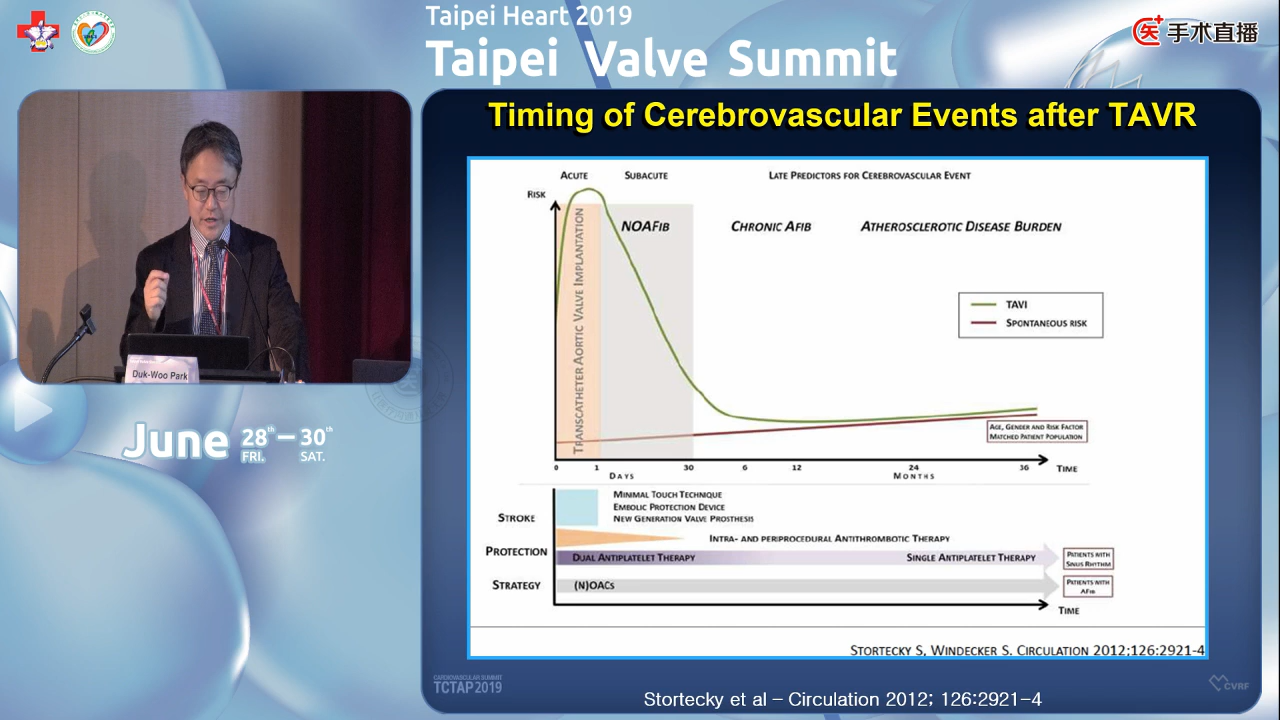 Taipei Heart 2019
Taipei Valve Summit
手术直播
Duk-Woo Park
June 28th — 30th
FRI. SAT.
Timing of Cerebrovascular Events after TAVR
ACUTE SUBACUTE LATE PREDICTORS FOR CEREBROVASCULAR EVENT
RISK
NOAFIB CHRONIC AFIB ATHEROSCLEROTIC DISEASE BURDEN
TRANSCATHETER AORTIC VALVE IMPLANTATION
TAVI
SPONTANEOUS RISK
AGE, GENDER AND RISK FACTOR
MATCHED PATIENT POPULATION
0 1 30 6 12 24 36 TIME
DAYS MONTHS
STROKE
PROTECTION
STRATEGY
MINIMAL TOUCH TECHNIQUE
EMBOLIC PROTECTION DEVICE
NEW GENERATION VALVE PROSTHESIS
INTRA- AND PERIPROCEDURAL ANTITHROMBOTIC THERAPY
DUAL ANTIPLATELET THERAPY SINGLE ANTIPLATELET THERAPY
PATIENTS WITH
SINUS RHYTHM
(N)OACS
PATIENTS WITH
AFIB
TIME
STORTECKY S, WINDECKER S. CIRCULATION 2012;126:2921-4
CARDIOVASCULAR SUMMIT
TCTAP2019
Stortecky et al – Circulation 2012; 126:2921-4
CVRF